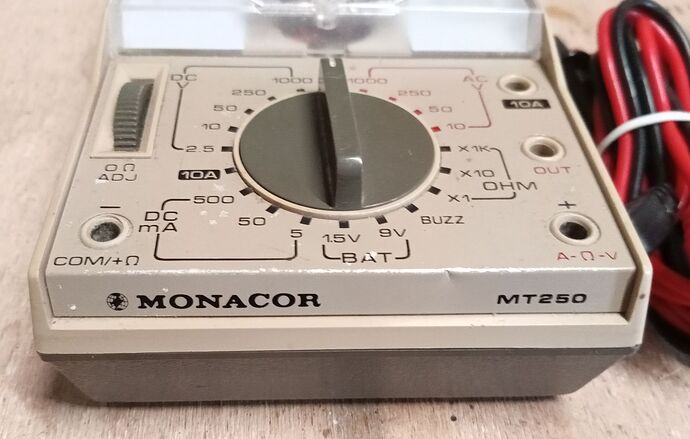 DC V
1000
1000
AC V
250
250
50
50
10
10
2.5
10A
0Ω ADJ
10A
500
DC mA
50
5
1.5V
9V
BAT
BUZZ
X1
X10
X1K
OHM
OUT
−
COM/+Ω
+
A-Ω-V
MONACOR
MT250